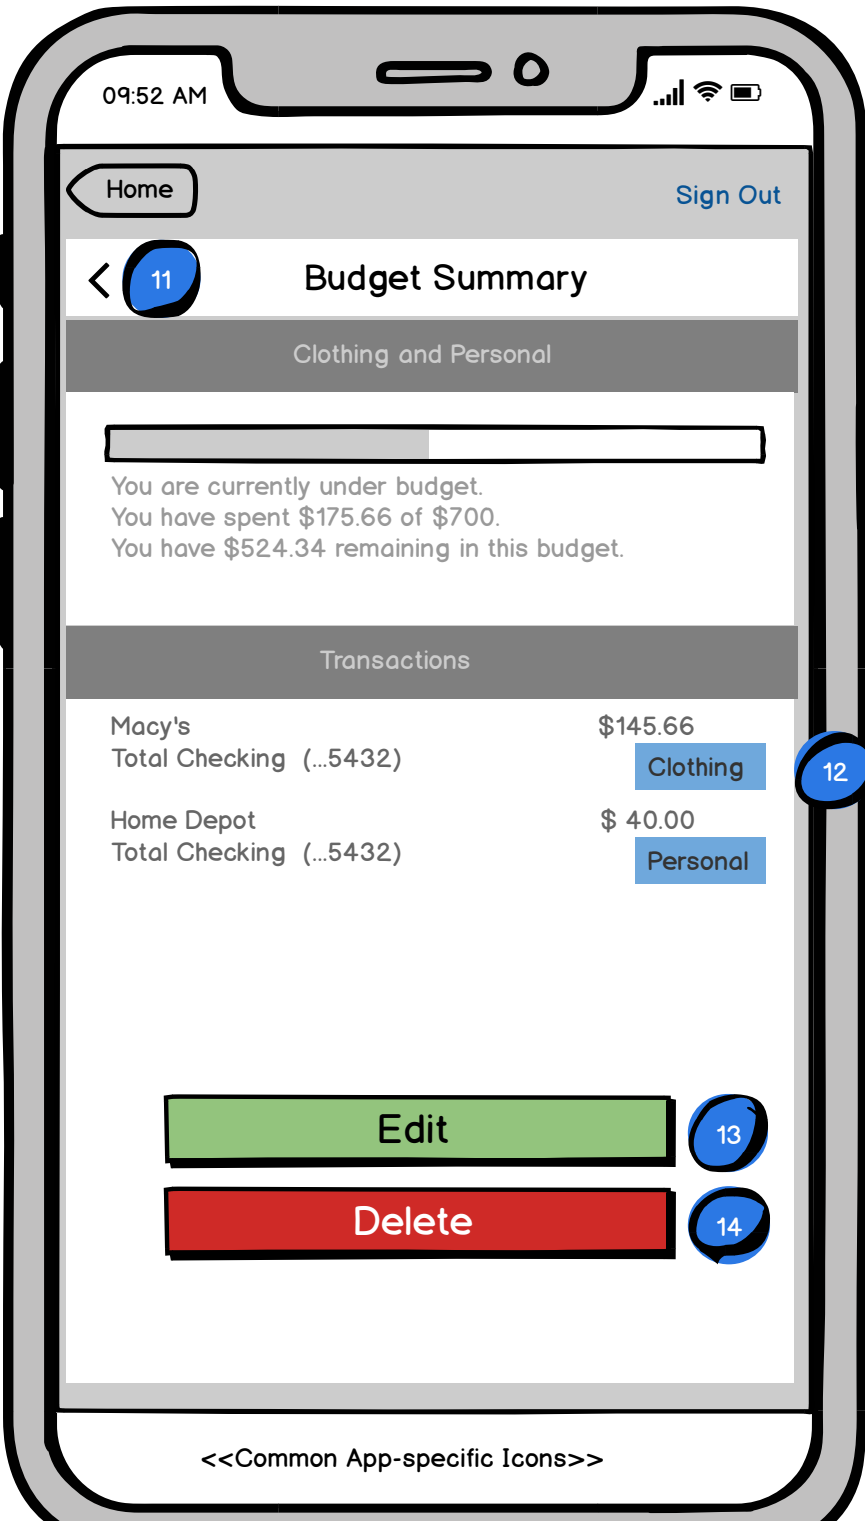 09:52 AM
Home
Sign Out
11
Budget Summary
Clothing and Personal
You are currently under budget.
You have spent $175.66 of $700.
You have $524.34 remaining in this budget.
Transactions
Macy's $145.66
Total Checking (...5432)
Clothing
12
Home Depot $ 40.00
Total Checking (...5432)
Personal
Edit
13
Delete
14
<<Common App-specific Icons>>